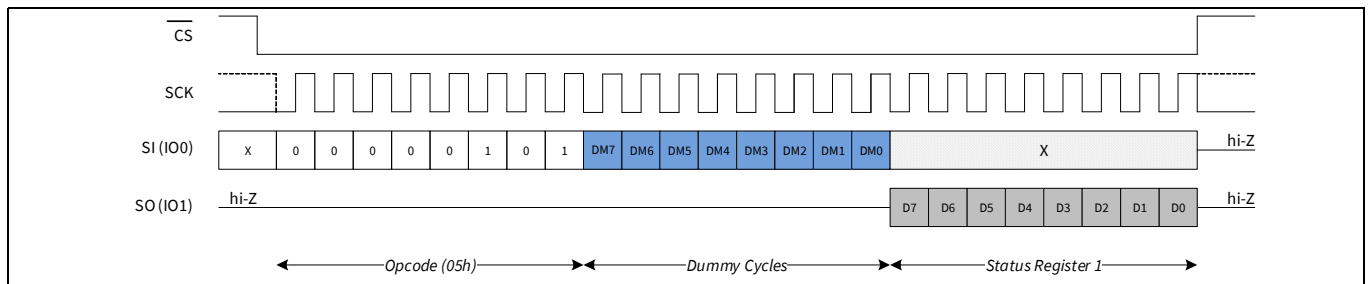 CS
SCK
SI (IO0) X 0 0 0 0 0 1 0 1 DM7 DM6 DM5 DM4 DM3 DM2 DM1 DM0 X hi-Z
SO (IO1) hi-Z D7 D6 D5 D4 D3 D2 D1 D0 hi-Z
Opcode (05h) Dummy Cycles Status Register 1